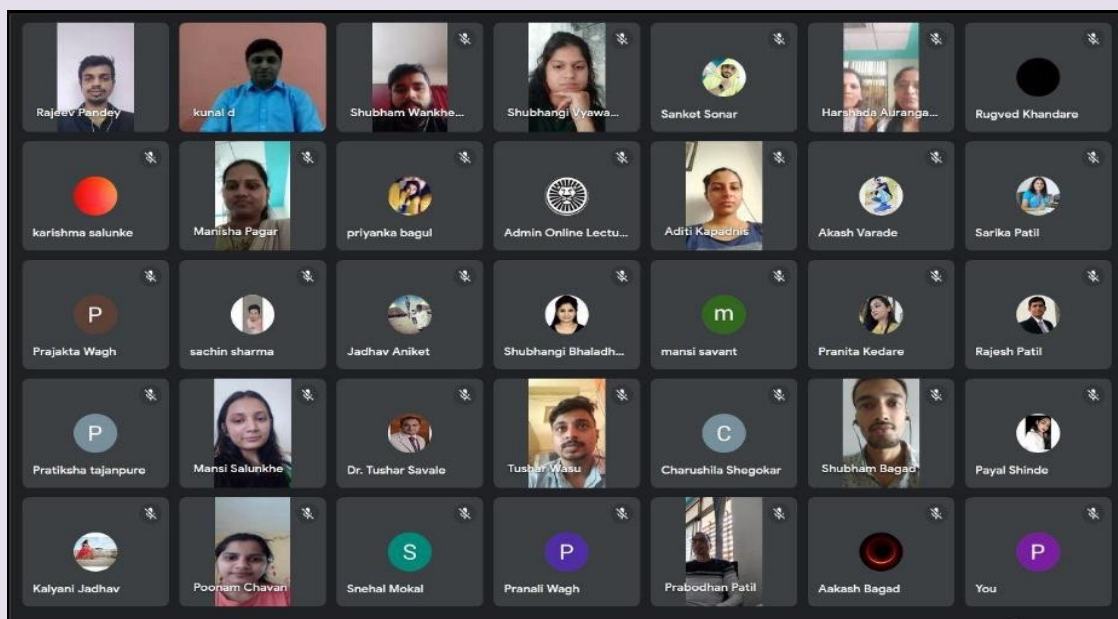 Rajeev Pandey
kunal d
Shubham Wankhe...
Shubhangi Vyawa...
Sanket Sonar
Harshada Auranga...
Rugved Khandare
karishma salunke
Manisha Pagar
priyanka bagul
Admin Online Lectu...
Aditi Kapadnis
Akash Varade
Sarika Patil
P
Prajakta Wagh
sachin sharma
Jadhav Aniket
Shubhangi Bhaladh...
m
mansi savant
Pranita Kedare
Rajesh Patil
P
Pratiksha tajanpure
Mansi Salunkhe
Dr. Tushar Savale
Tushar Wasu
C
Charushila Shegokar
Shubham Bagad
Payal Shinde
Kalyani Jadhav
Poonam Chavan
S
Snehal Mokal
P
Pranali Wagh
Prabodhan Patil
Aakash Bagad
P
You